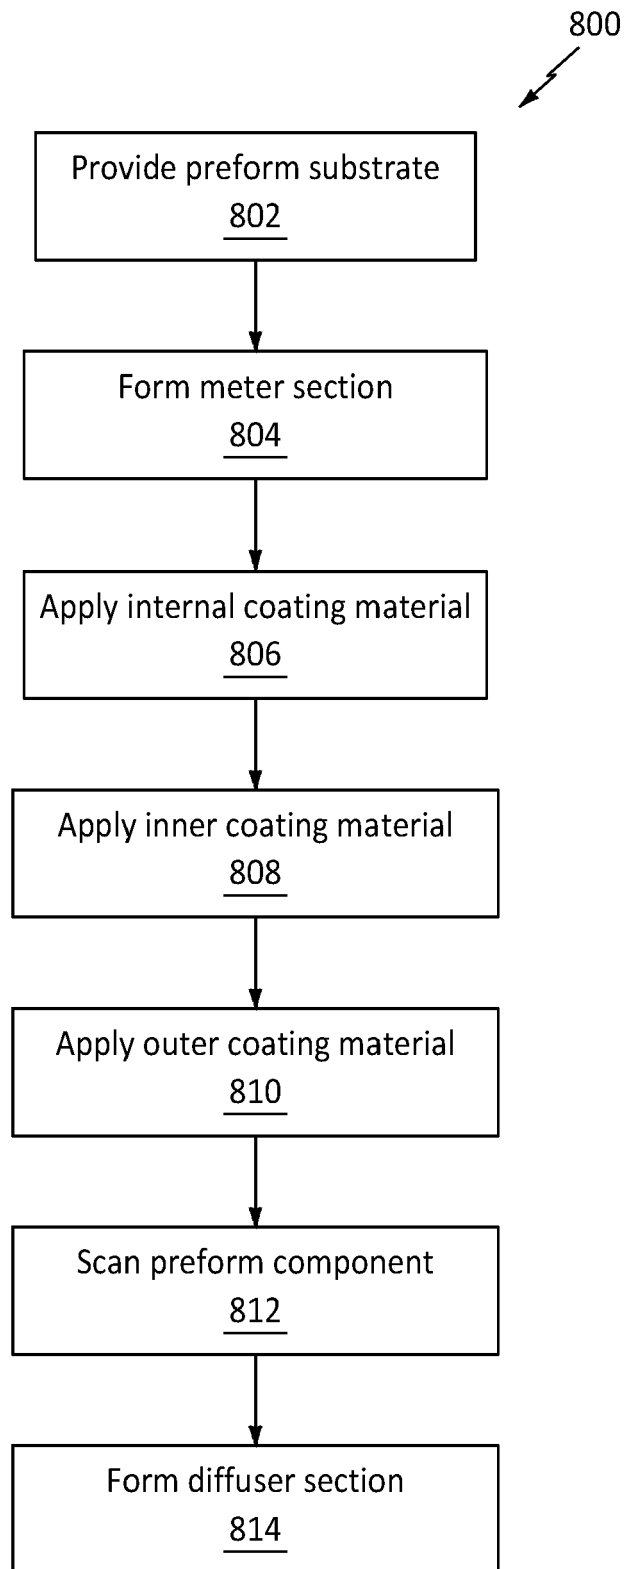 800
Provide preform substrate
802
Form meter section
804
Apply internal coating material
806
Apply inner coating material
808
Apply outer coating material
810
Scan preform component
812
Form diffuser section
814